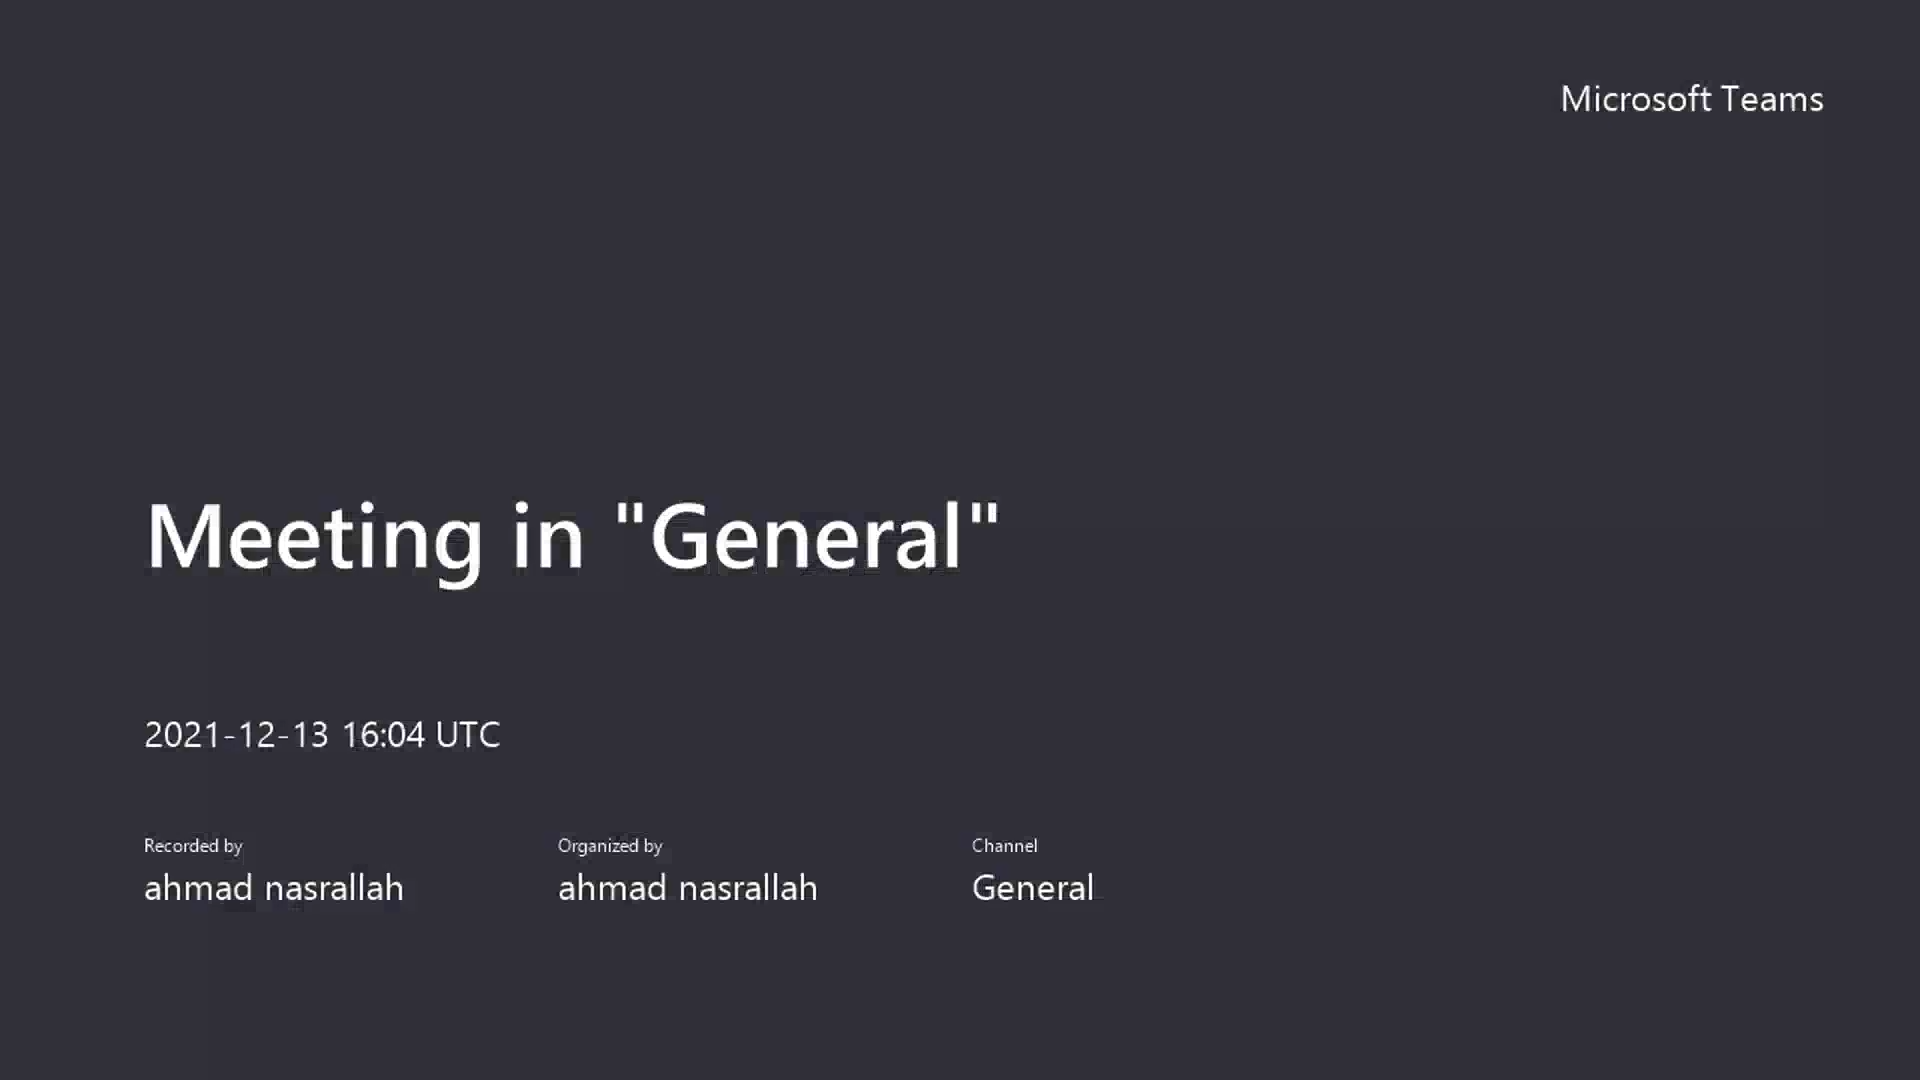 Microsoft Teams
Meeting in "General"
2021-12-13 16:04 UTC
Recorded by
ahmad nasrallah
Organized by
ahmad nasrallah
Channel
General